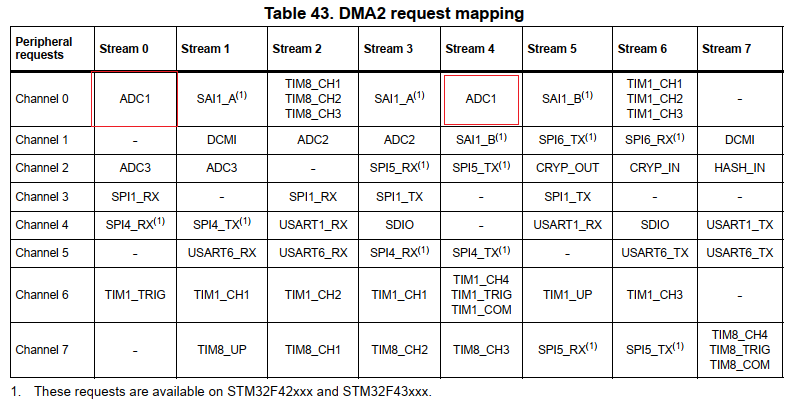 Table 43. DMA2 request mapping
Peripheral requests Stream 0 Stream 1 Stream 2 Stream 3 Stream 4 Stream 5 Stream 6 Stream 7
Channel 0 ADC1 SAI1_A(1) TIM8_CH1 TIM8_CH2 TIM8_CH3 SAI1_A(1) ADC1 SAI1_B(1) TIM1_CH1 TIM1_CH2 TIM1_CH3 -
Channel 1 - DCMI ADC2 ADC2 SAI1_B(1) SPI6_TX(1) SPI6_RX(1) DCMI
Channel 2 ADC3 ADC3 - SPI5_RX(1) SPI5_TX(1) CRYP_OUT CRYP_IN HASH_IN
Channel 3 SPI1_RX - SPI1_RX SPI1_TX - SPI1_TX - -
Channel 4 SPI4_RX(1) SPI4_TX(1) USART1_RX SDIO - USART1_RX SDIO USART1_TX
Channel 5 - USART6_RX USART6_RX SPI4_RX(1) SPI4_TX(1) - USART6_TX USART6_TX
Channel 6 TIM1_TRIG TIM1_CH1 TIM1_CH2 TIM1_CH1 TIM1_CH4 TIM1_TRIG TIM1_COM TIM1_UP TIM1_CH3 -
Channel 7 - TIM8_UP TIM8_CH1 TIM8_CH2 TIM8_CH3 SPI5_RX(1) SPI5_TX(1) TIM8_CH4 TIM8_TRIG TIM8_COM
1. These requests are available on STM32F42xxx and STM32F43xxx.